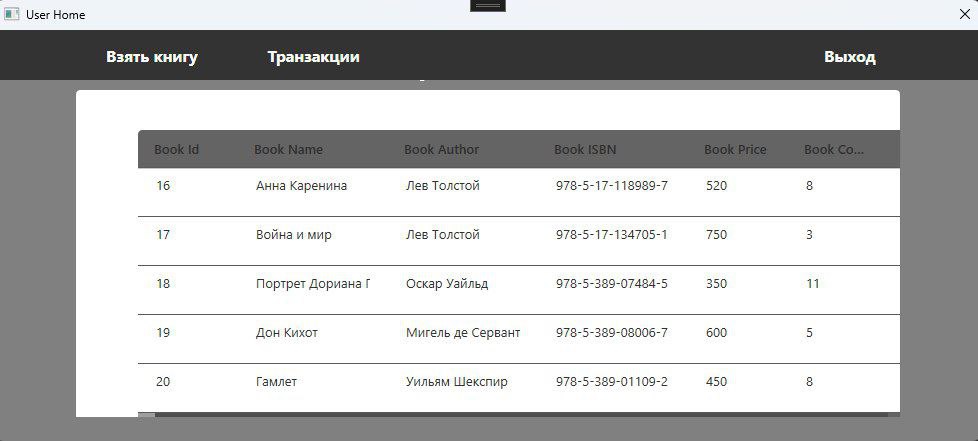 User Home
Взять книгу Транзакции Выход
Book Id Book Name Book Author Book ISBN Book Price Book Co...
16 Анна Каренина Лев Толстой 978-5-17-118989-7 520 8
17 Война и мир Лев Толстой 978-5-17-134705-1 750 3
18 Портрет Дориана Г Оскар Уайльд 978-5-389-07484-5 350 11
19 Дон Кихот Мигель де Сервант 978-5-389-08006-7 600 5
20 Гамлет Уильям Шекспир 978-5-389-01109-2 450 8